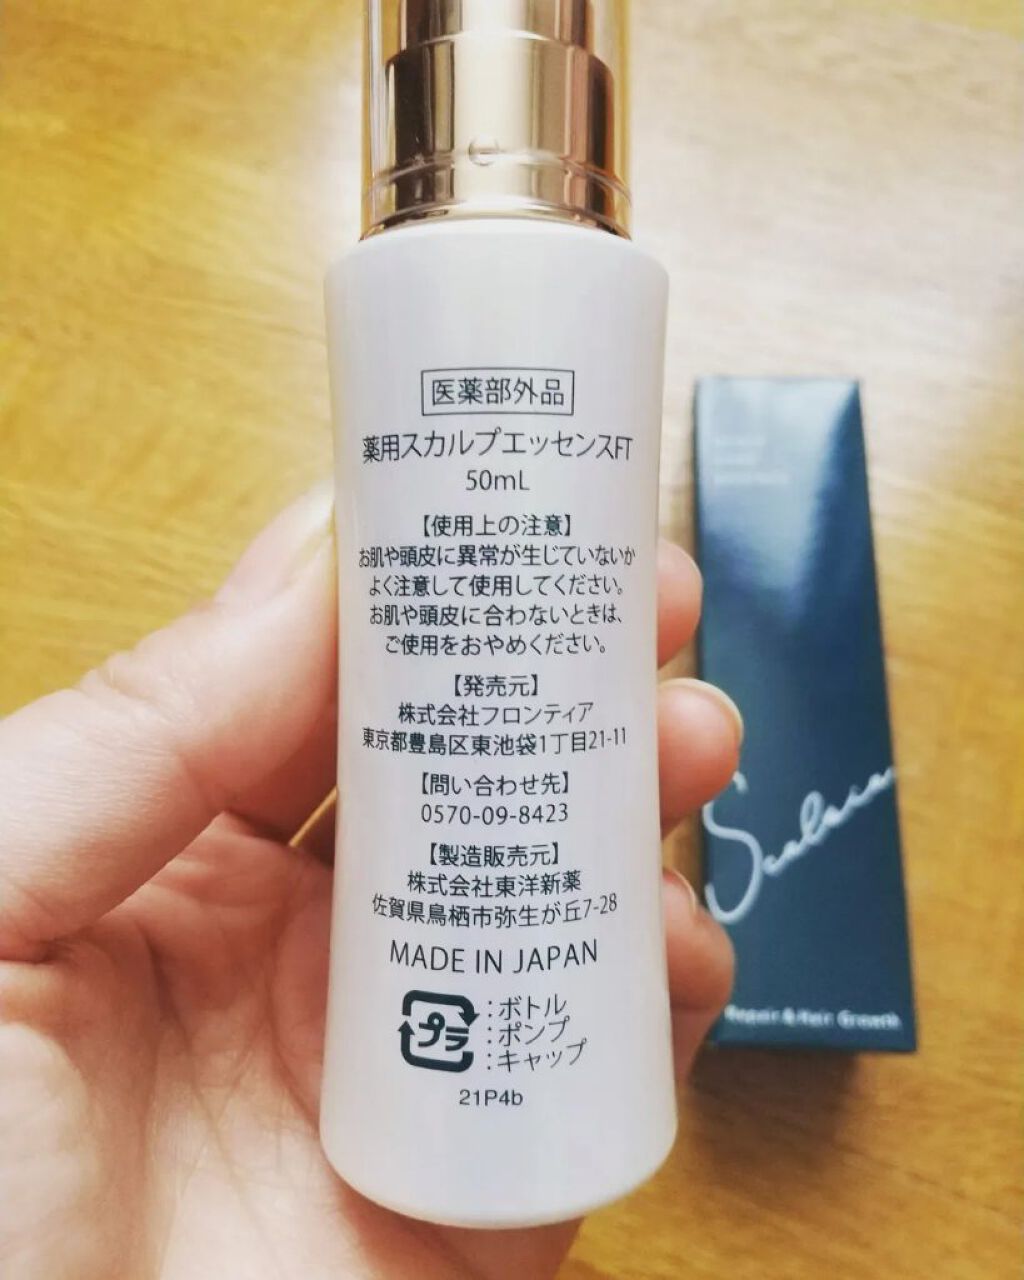 医薬部外品
薬用スカルプエッセンスFT
50mL
【使用上の注意】
お肌や頭皮に異常が生じていないか
よく注意して使用してください。
お肌や頭皮に合わないときは、
ご使用をおやめください。
【発売元】
株式会社フロンティア
東京都豊島区東池袋1丁目21-11
【問い合わせ先】
0570-09-8423
【製造販売元】
株式会社東洋新薬
佐賀県鳥栖市弥生が丘7-28
MADE IN JAPAN
プラ
:ボトル
:ポンプ
:キャップ
21P4b
Repair & Hair Growth